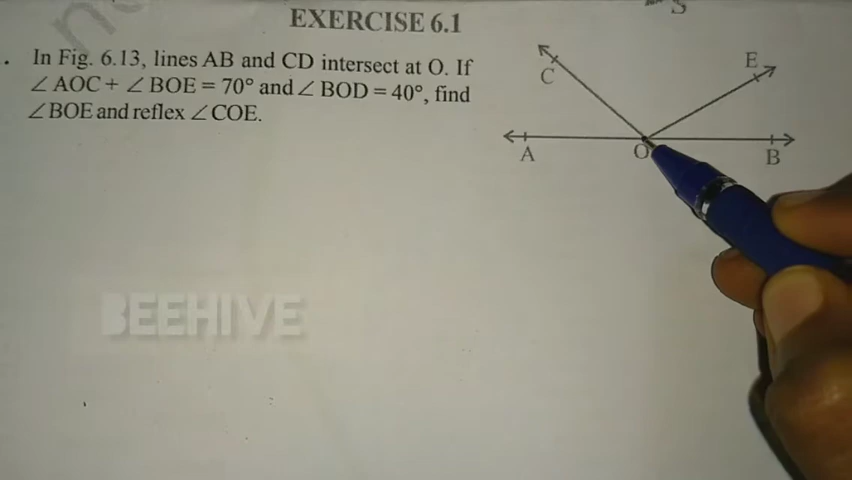 EXERCISE 6.1
. In Fig. 6.13, lines AB and CD intersect at O. If
∠ AOC + ∠ BOE = 70° and ∠ BOD = 40°, find
∠ BOE and reflex ∠ COE.
S
C
E
A
O
B
BEEHIVE